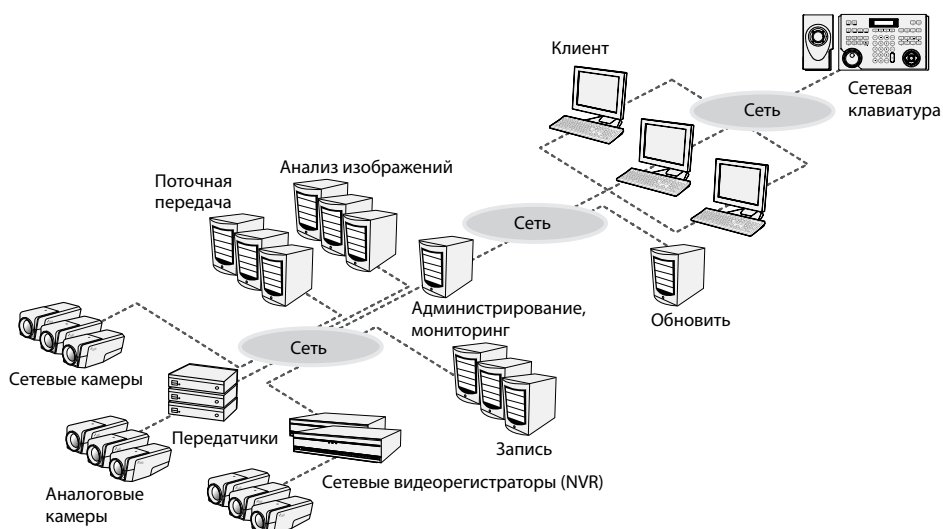 Клиент
Сеть
Сетевая
клавиатура
Анализ изображений
Поточная
передача
Сеть
Администрирование,
мониторинг
Обновить
Сеть
Сетевые камеры
Передатчики
Запись
Сетевые видеорегистраторы (NVR)
Аналоговые
камеры